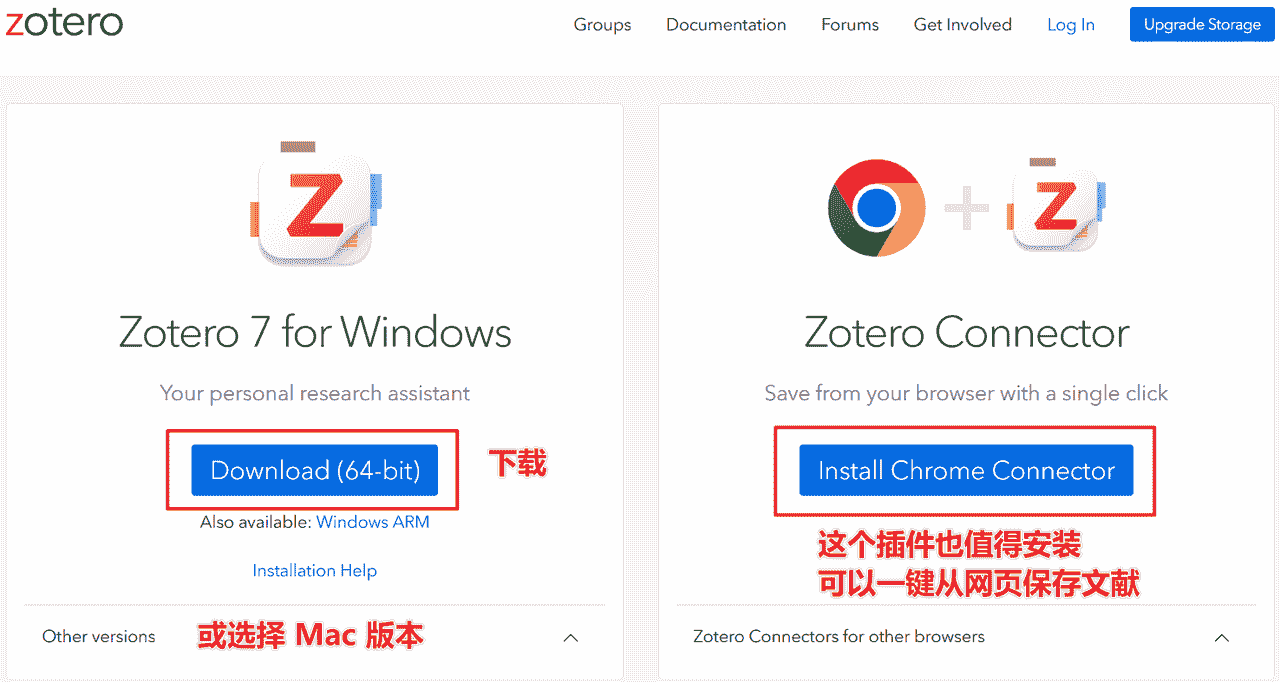 zotero
Groups Documentation Forums Get Involved Log In Upgrade Storage
Z
Z
Zotero 7 for Windows
Your personal research assistant
Download (64-bit)
下载
Also available: Windows ARM
Installation Help
Other versions
或选择 Mac 版本
Zotero Connector
Save from your browser with a single click
Install Chrome Connector
这个插件也值得安装
可以一键从网页保存文献
Zotero Connectors for other browsers